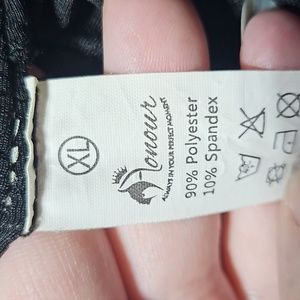 XL
Honour
ALWAYS IN YOUR PERFECT MOMENT
90% Polyester
10% Spandex